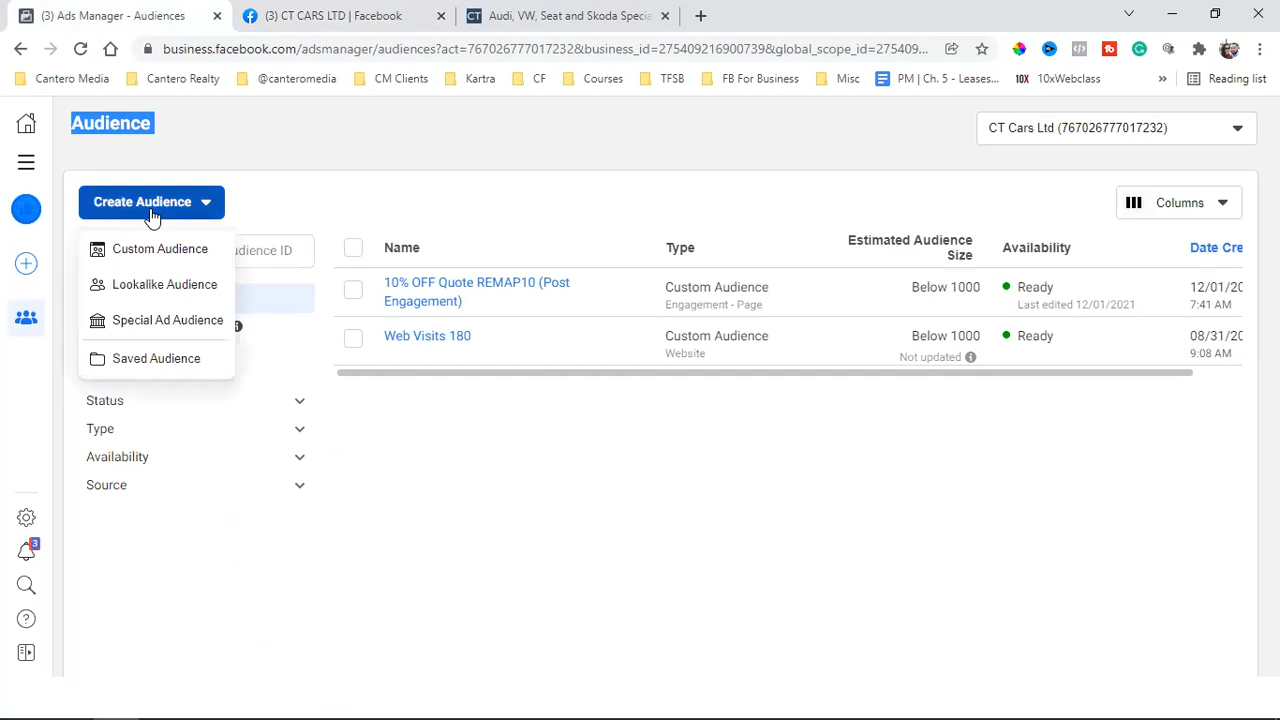 (3) Ads Manager - Audiences
(3) CT CARS LTD | Facebook
CT Audi, VW, Seat and Skoda Specia
business.facebook.com/adsmanager/audiences?act=767026777017232&business_id=275409216900739&global_scope_id=275409...
Cantero Media
Cantero Realty
@canteromedia
CM Clients
Kartra
CF
Courses
TFSB
FB For Business
Misc
PM | Ch. 5 - Leases...
10X 10xWebclass
»
Reading list
Audience
CT Cars Ltd (767026777017232)
Create Audience
Columns
Custom Audience
Lookalike Audience
Special Ad Audience
Saved Audience
udience ID
Status
Type
Availability
Source
Name Type Estimated Audience Size Availability Date Cre
10% OFF Quote REMAP10 (Post Custom Audience Below 1000 Ready 12/01/20
Engagement) Engagement - Page Last edited 12/01/2021 7:41 AM
Web Visits 180 Custom Audience Below 1000 Ready 08/31/20
Website Not updated 9:08 AM
3